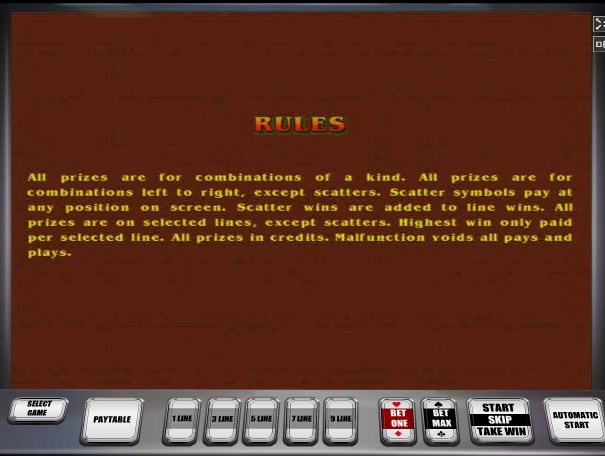 RULES
All prizes are for combinations of a kind. All prizes are for
combinations left to right, except scatters. Scatter symbols pay at
any position on screen. Scatter wins are added to line wins. All
prizes are on selected lines, except scatters. Highest win only paid
per selected line. All prizes in credits. Malfunction voids all pays and
plays.
SELECT
GAME
PAYTABLE
1 LINE
3 LINE
5 LINE
7 LINE
9 LINE
BET
ONE
BET
MAX
START
SKIP
TAKE WIN
AUTOMATIC
START